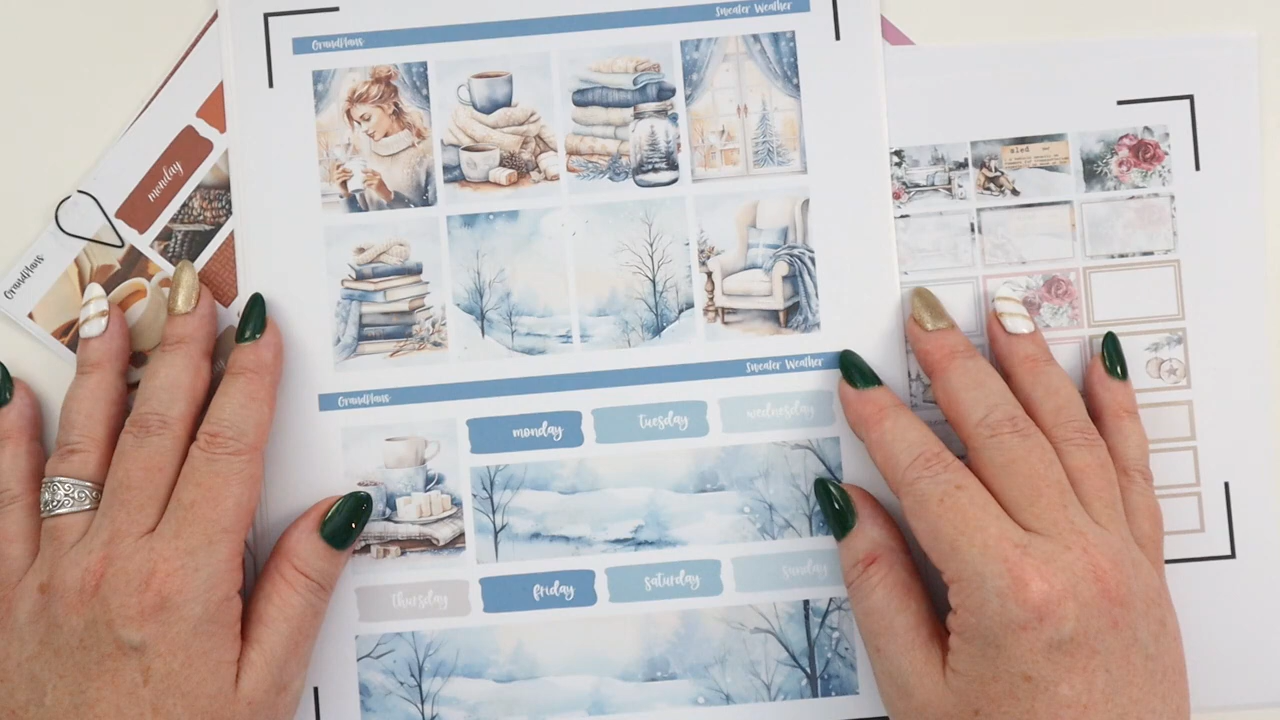 GrandPlans
Sweater Weather
GrandPlans
Sweater Weather
monday
tuesday
wednesday
thursday
friday
saturday
sunday
monday
GrandPlans
sled